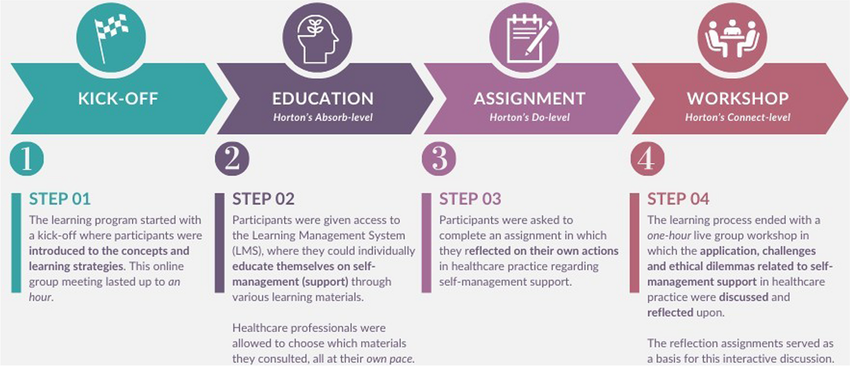 KICK-OFF
EDUCATION
Horton's Absorb-level
ASSIGNMENT
Horton's Do-level
WORKSHOP
Horton's Connect-level
1
2
3
4
STEP 01
The learning program started with
a kick-off where participants were
introduced to the concepts and
learning strategies. This online
group meeting lasted up to an
hour.
STEP 02
Participants were given access to
the Learning Management System
(LMS), where they could individually
educate themselves on self-
management (support) through
various learning materials.
Healthcare professionals were
allowed to choose which materials
they consulted, all at their own pace.
STEP 03
Participants were asked to
complete an assignment in which
they reflected on their own actions
in healthcare practice regarding
self-management support.
STEP 04
The learning process ended with a
one-hour live group workshop in
which the application, challenges
and ethical dilemmas related to self-
management support in healthcare
practice were discussed and
reflected upon.
The reflection assignments served as
a basis for this interactive discussion.